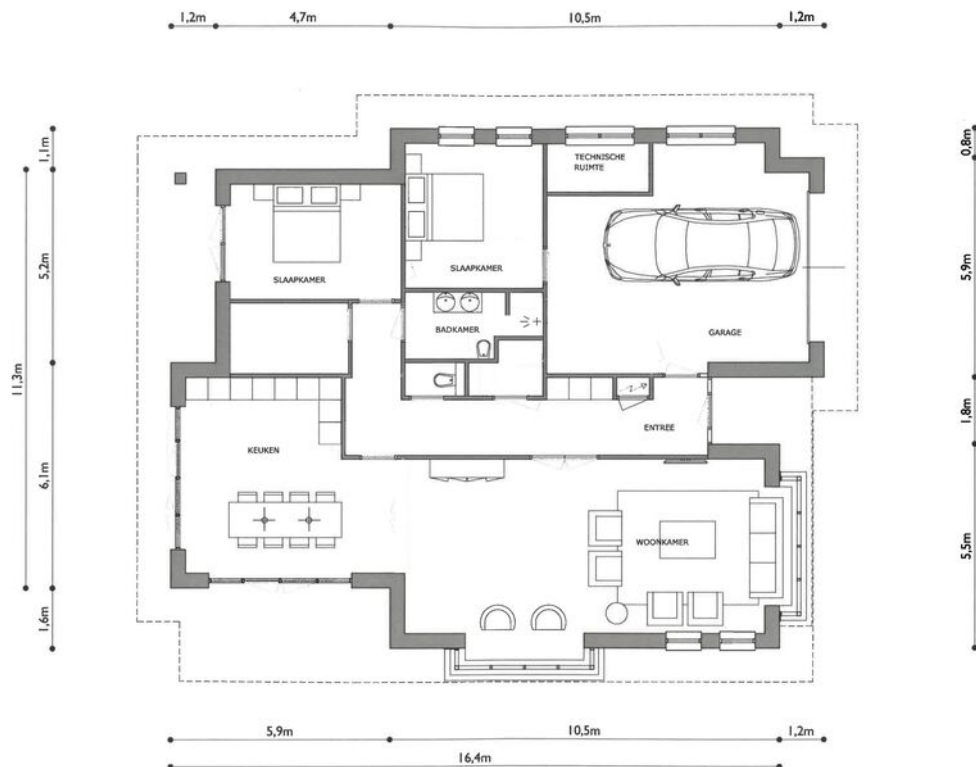 1,2m 4,7m 10,5m 1,2m
1,1m
0,8m
TECHNISCHE
RUIMTE
11,3m
5,2m
5,9m
SLAAPKAMER
SLAAPKAMER
BADKAMER
GARAGE
1,8m
ENTREE
KEUKEN
6,1m
WOONKAMER
5,5m
1,6m
5,9m 10,5m 1,2m
16,4m